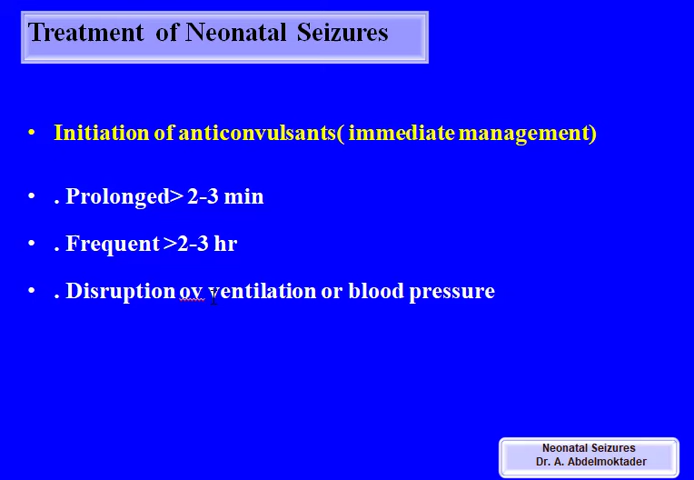 Treatment of Neonatal Seizures
• Initiation of anticonvulsants( immediate management)
• . Prolonged> 2-3 min
• . Frequent >2-3 hr
• . Disruption ov ventilation or blood pressure
Neonatal Seizures
Dr. A. Abdelmoktader